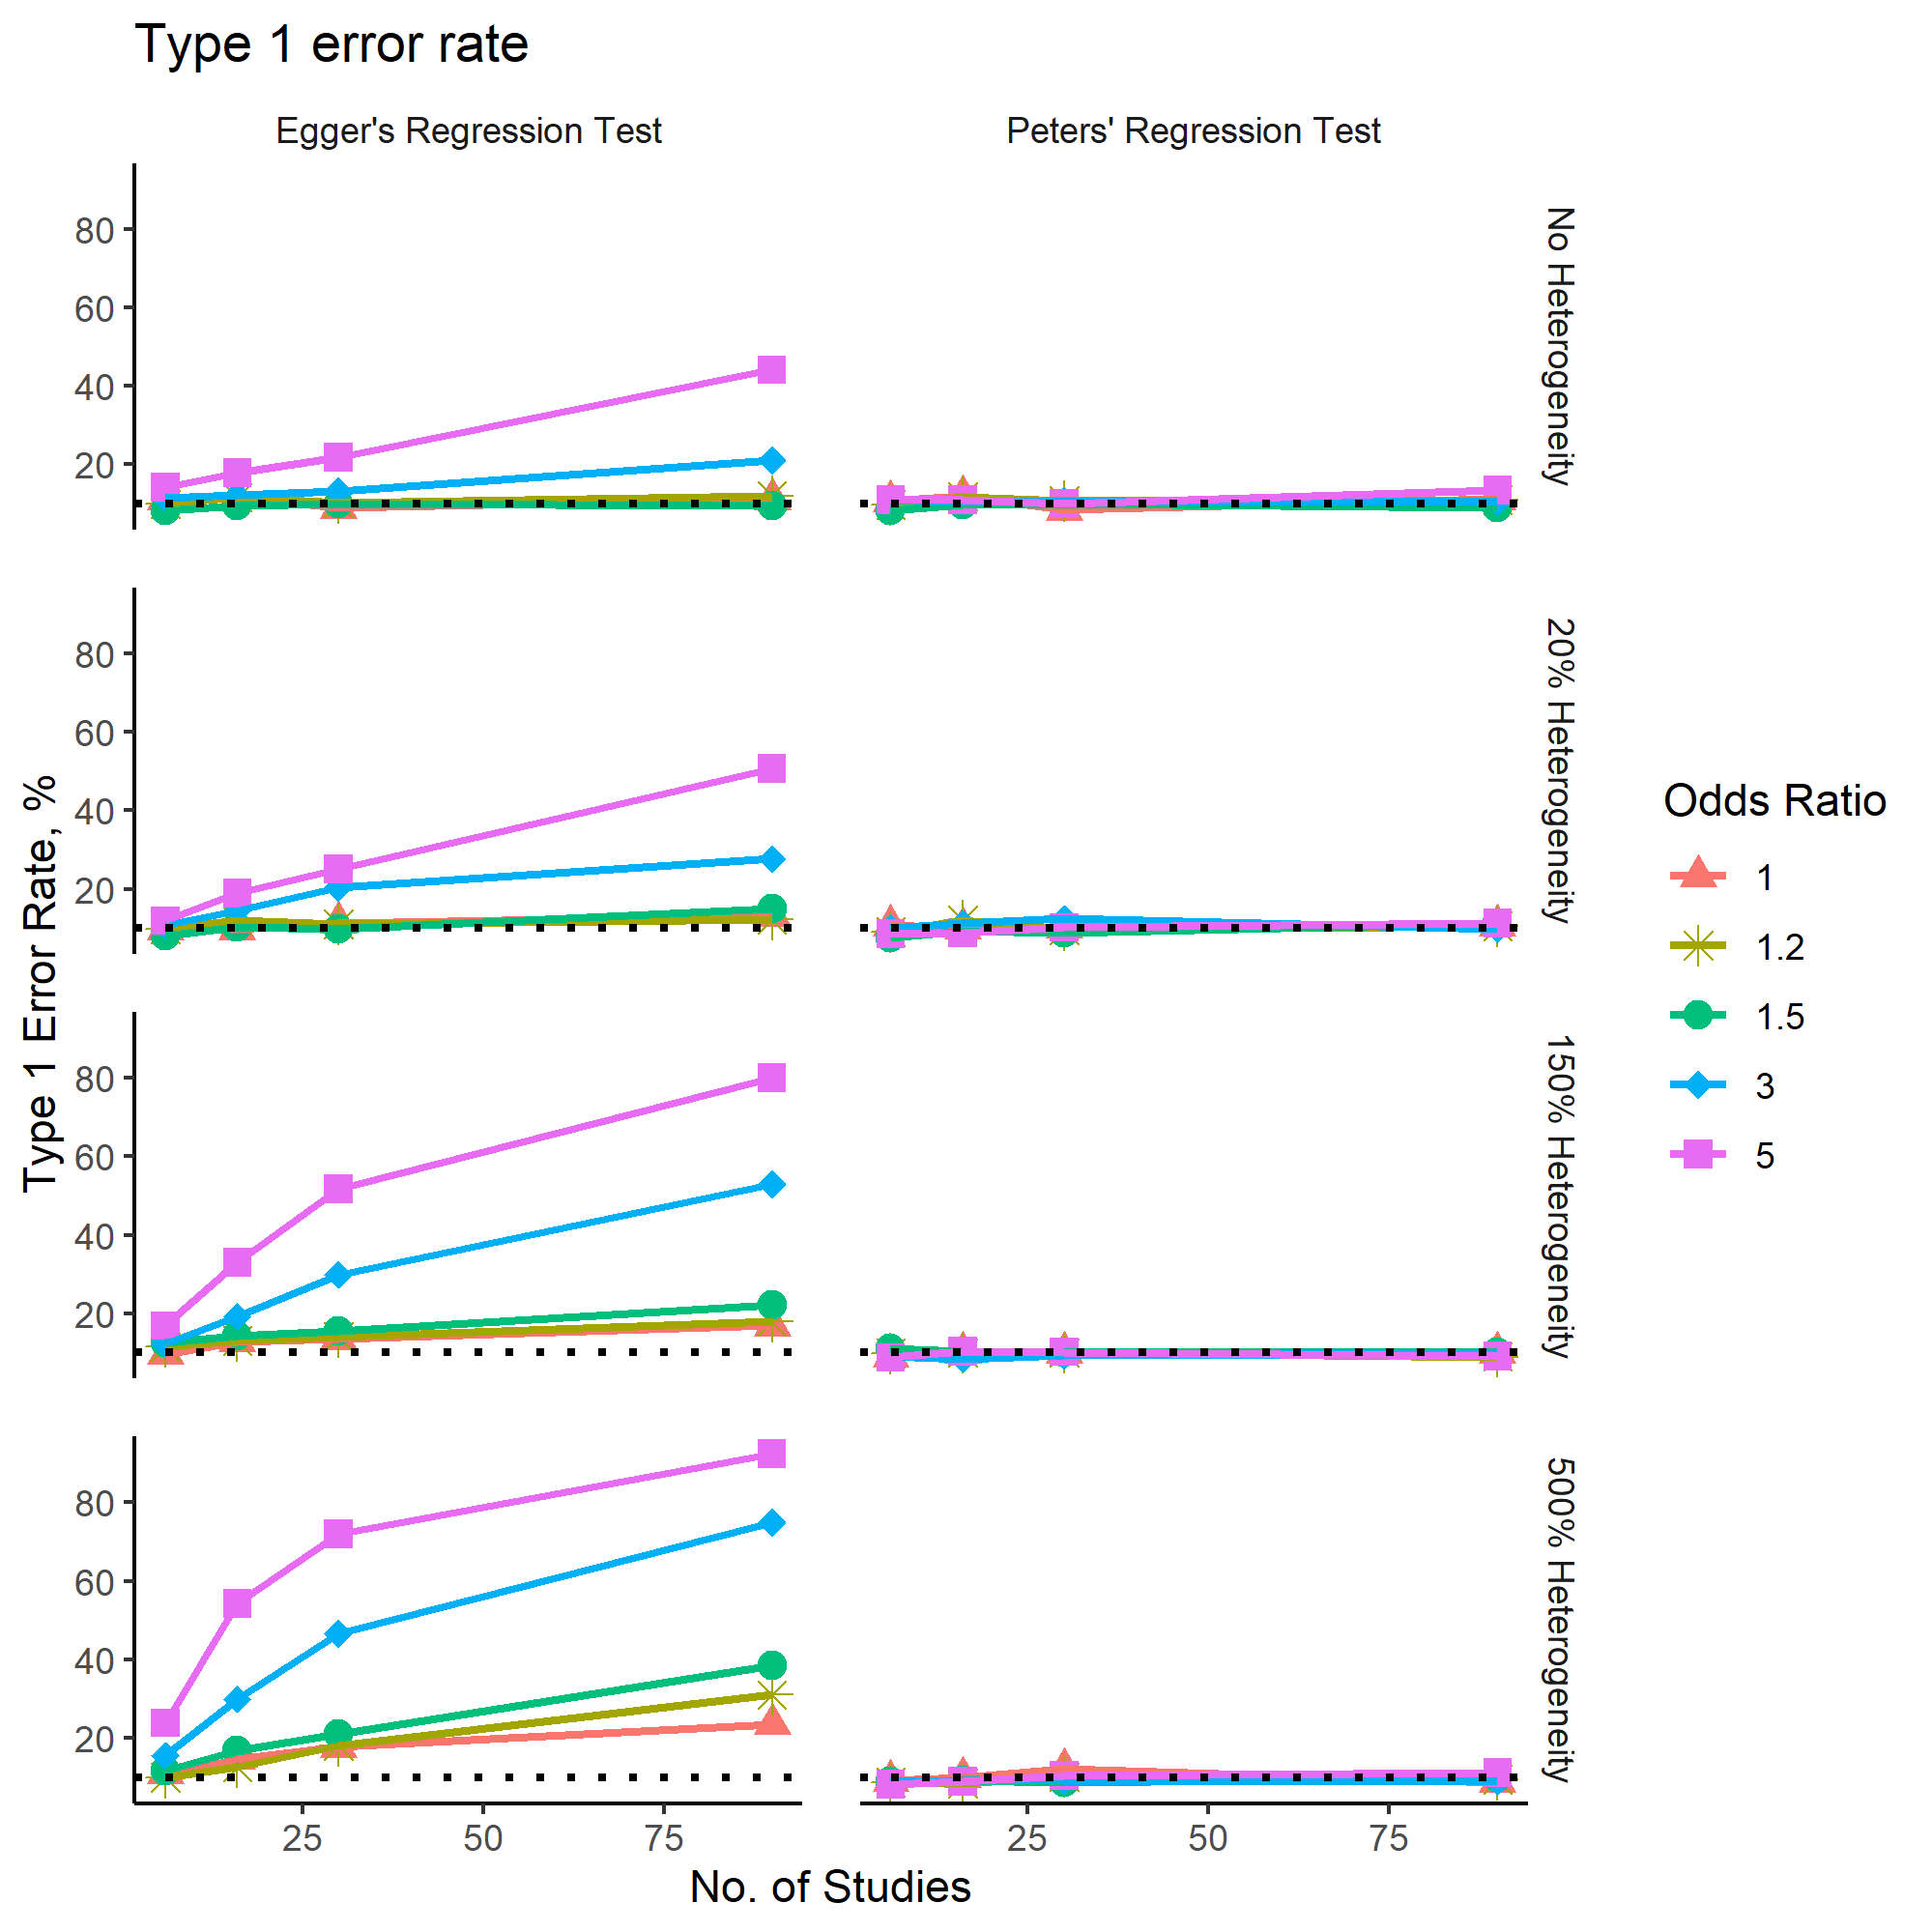 Type 1 error rate
Egger's Regression Test
Peters' Regression Test
80
60
40
20
No Heterogeneity
80
60
40
20
20% Heterogeneity
80
60
40
20
150% Heterogeneity
80
60
40
20
500% Heterogeneity
25
50
75
25
50
75
No. of Studies
Type 1 Error Rate, %
Odds Ratio
1
1.2
1.5
3
5